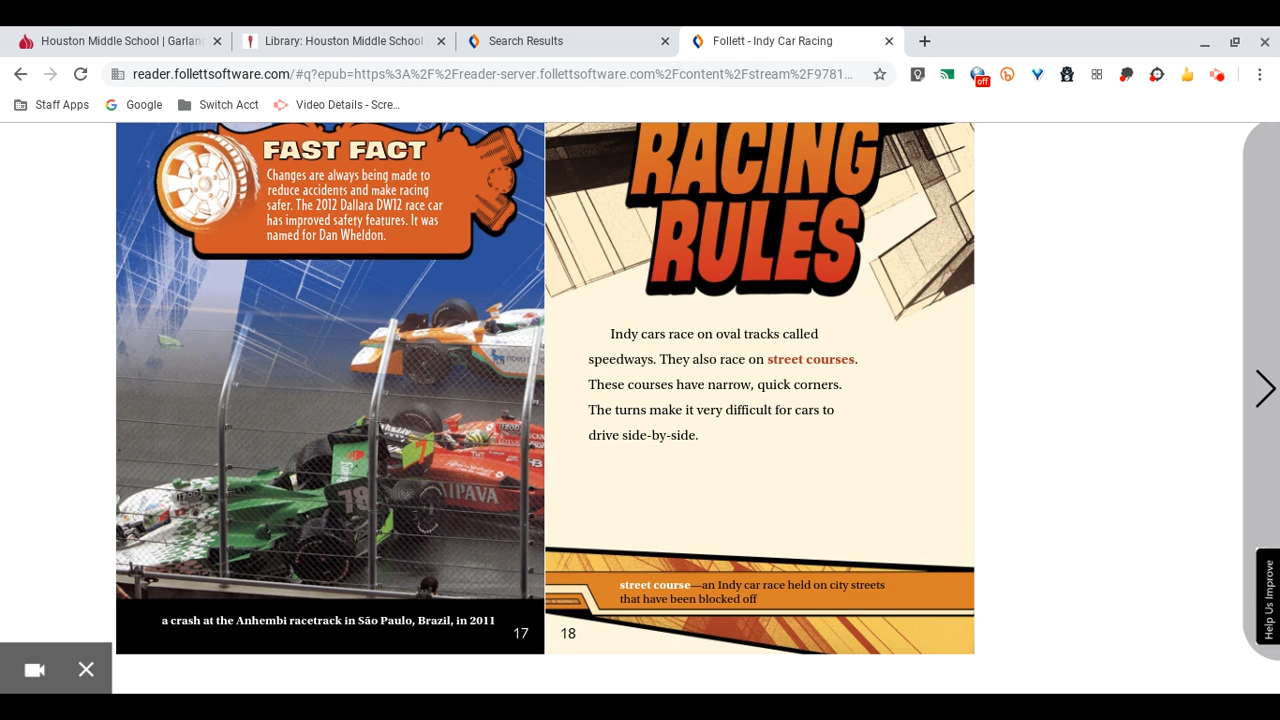 Houston Middle School | Garlan
Library: Houston Middle School -
Search Results
Follett - Indy Car Racing
reader.follettsoftware.com/#q?epub=https%3A%2F%2Freader-server.follettsoftware.com%2Fcontent%2Fstream%2F9781...
off
Staff Apps
Google
Switch Acct
Video Details - Scre...
FAST FACT
Changes are always being made to
reduce accidents and make racing
safer. The 2012 Dallara DW12 race car
has improved safety features. It was
named for Dan Wheldon.
7
78
ITAIPAVA
a crash at the Anhembi racetrack in São Paulo, Brazil, in 2011
17
RACING
RULES
Indy cars race on oval tracks called
speedways. They also race on street courses.
These courses have narrow, quick corners.
The turns make it very difficult for cars to
drive side-by-side.
street course—an Indy car race held on city streets
that have been blocked off
18
Help Us Improve